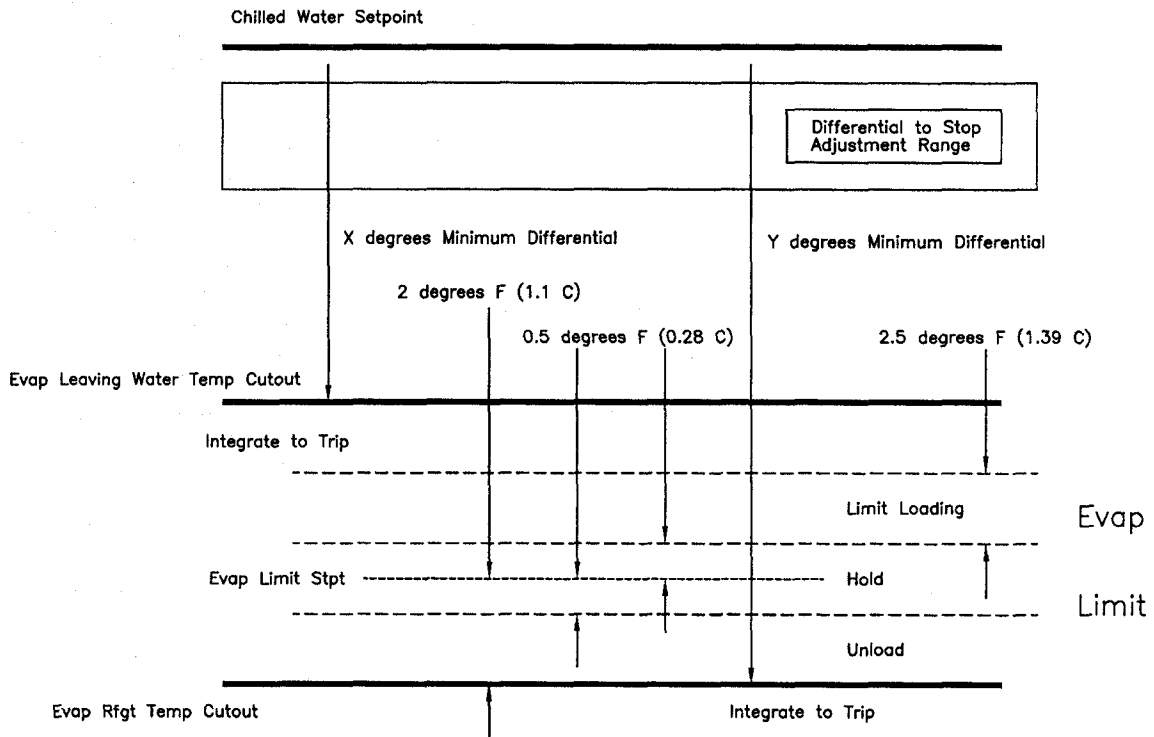 Chilled Water Setpoint
Differential to Stop
Adjustment Range
X degrees Minimum Differential
Y degrees Minimum Differential
2 degrees F (1.1 C)
0.5 degrees F (0.28 C)
2.5 degrees F (1.39 C)
Evap Leaving Water Temp Cutout
Integrate to Trip
Limit Loading
Evap
Evap Limit Stpt
Hold
Limit
Unload
Evap Rfgt Temp Cutout
Integrate to Trip